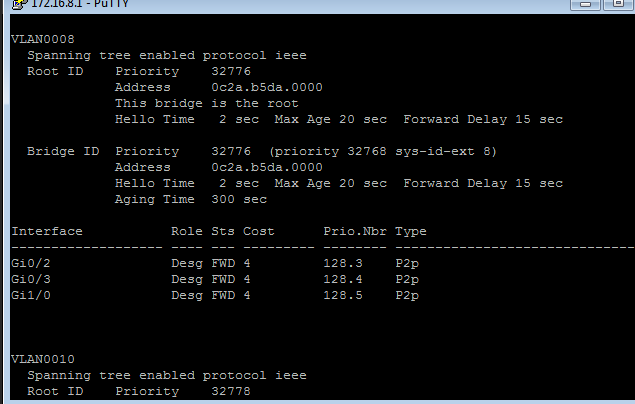 172.16.8.1 - PuTTY
VLAN0008
  Spanning tree enabled protocol ieee
  Root ID    Priority    32776
             Address     0c2a.b5da.0000
             This bridge is the root
             Hello Time   2 sec  Max Age 20 sec  Forward Delay 15 sec
  Bridge ID  Priority    32776  (priority 32768 sys-id-ext 8)
             Address     0c2a.b5da.0000
             Hello Time   2 sec  Max Age 20 sec  Forward Delay 15 sec
             Aging Time  300 sec
Interface           Role Sts Cost      Prio.Nbr Type
------------------- ---- --- --------- -------- ------------------------------
Gi0/2               Desg FWD 4         128.3    P2p
Gi0/3               Desg FWD 4         128.4    P2p
Gi1/0               Desg FWD 4         128.5    P2p
VLAN0010
  Spanning tree enabled protocol ieee
  Root ID    Priority    32778